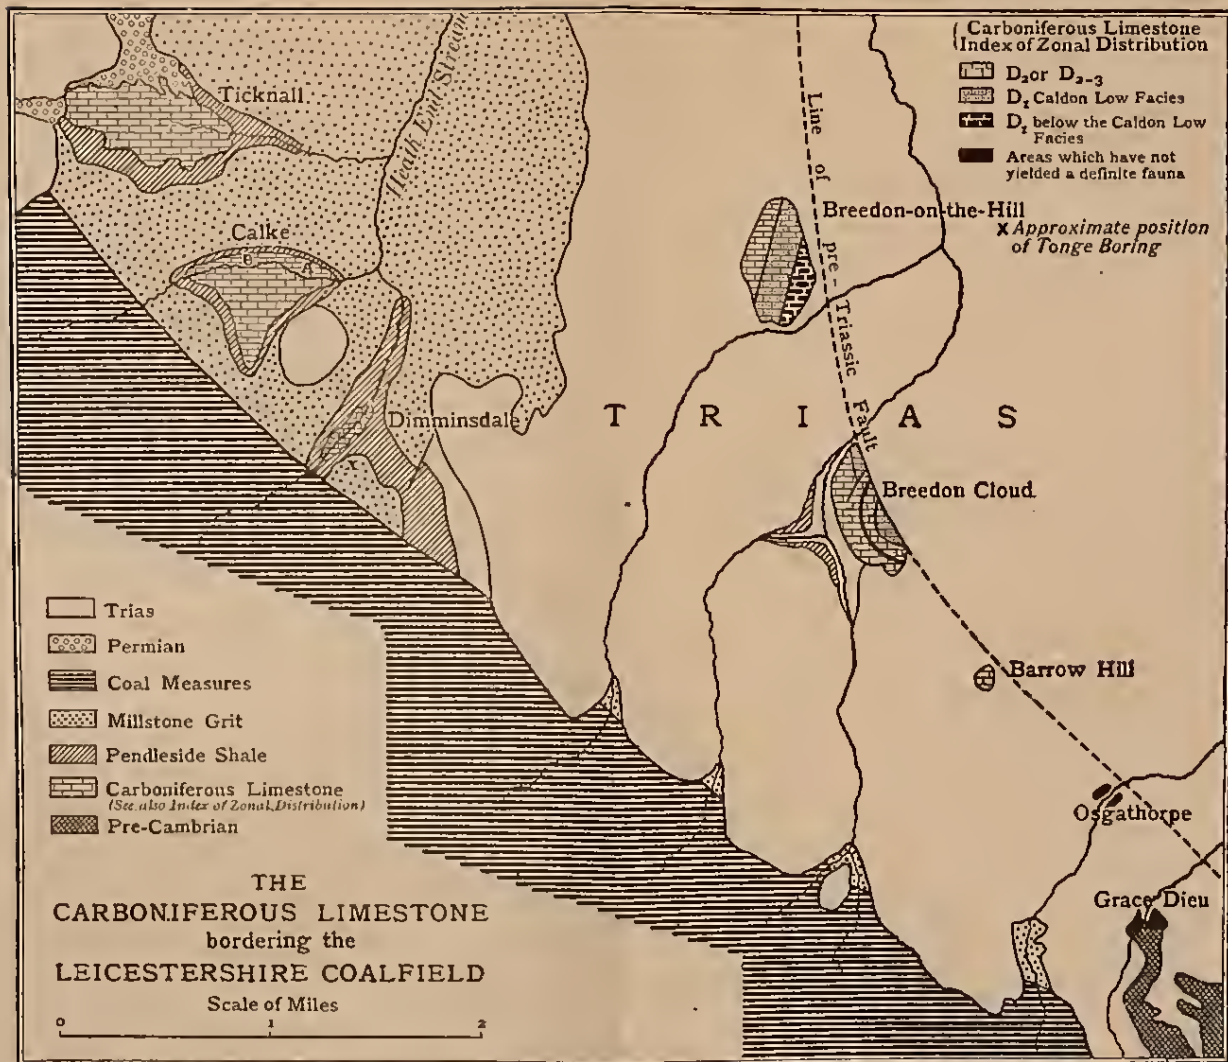 Carboniferous Limestone
Index of Zonal Distribution
D₂ or D₂₋₃
D₁ Caldon Low Facies
D₁ below the Caldon Low
Facies
Areas which have not
yielded a definite fauna
Ticknall
Heath End Stream
Line of pre-Triassic Fault
Breedon-on-the-Hill
X Approximate position
of Tonge Boring
Calke
B
A
Dimminsdale
x
TRIAS
Breedon Cloud
Barrow Hill
Osgathorpe
Grace Dieu
Trias
Permian
Coal Measures
Millstone Grit
Pendleside Shale
Carboniferous Limestone
(See also Index of Zonal Distribution)
Pre-Cambrian
THE
CARBONIFEROUS LIMESTONE
bordering the
LEICESTERSHIRE COALFIELD
Scale of Miles
0 1 2